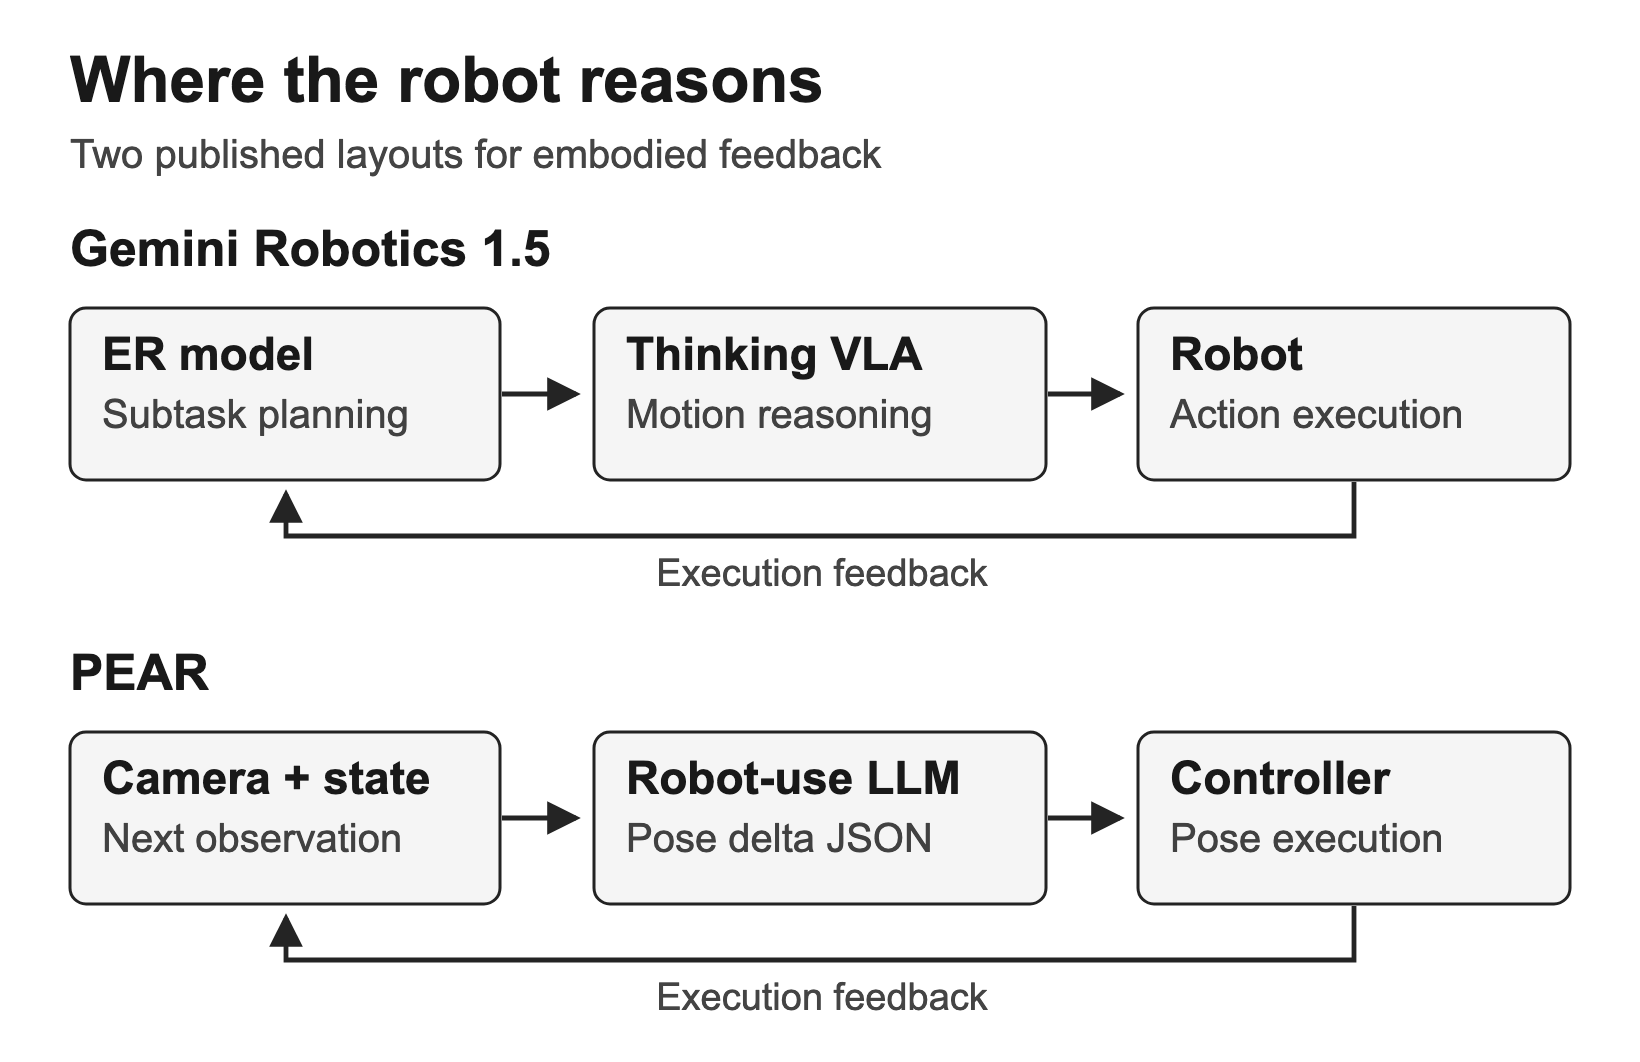 Where the robot reasons
Two published layouts for embodied feedback
Gemini Robotics 1.5
ER model
Subtask planning
Thinking VLA
Motion reasoning
Robot
Action execution
Execution feedback
PEAR
Camera + state
Next observation
Robot-use LLM
Pose delta JSON
Controller
Pose execution
Execution feedback